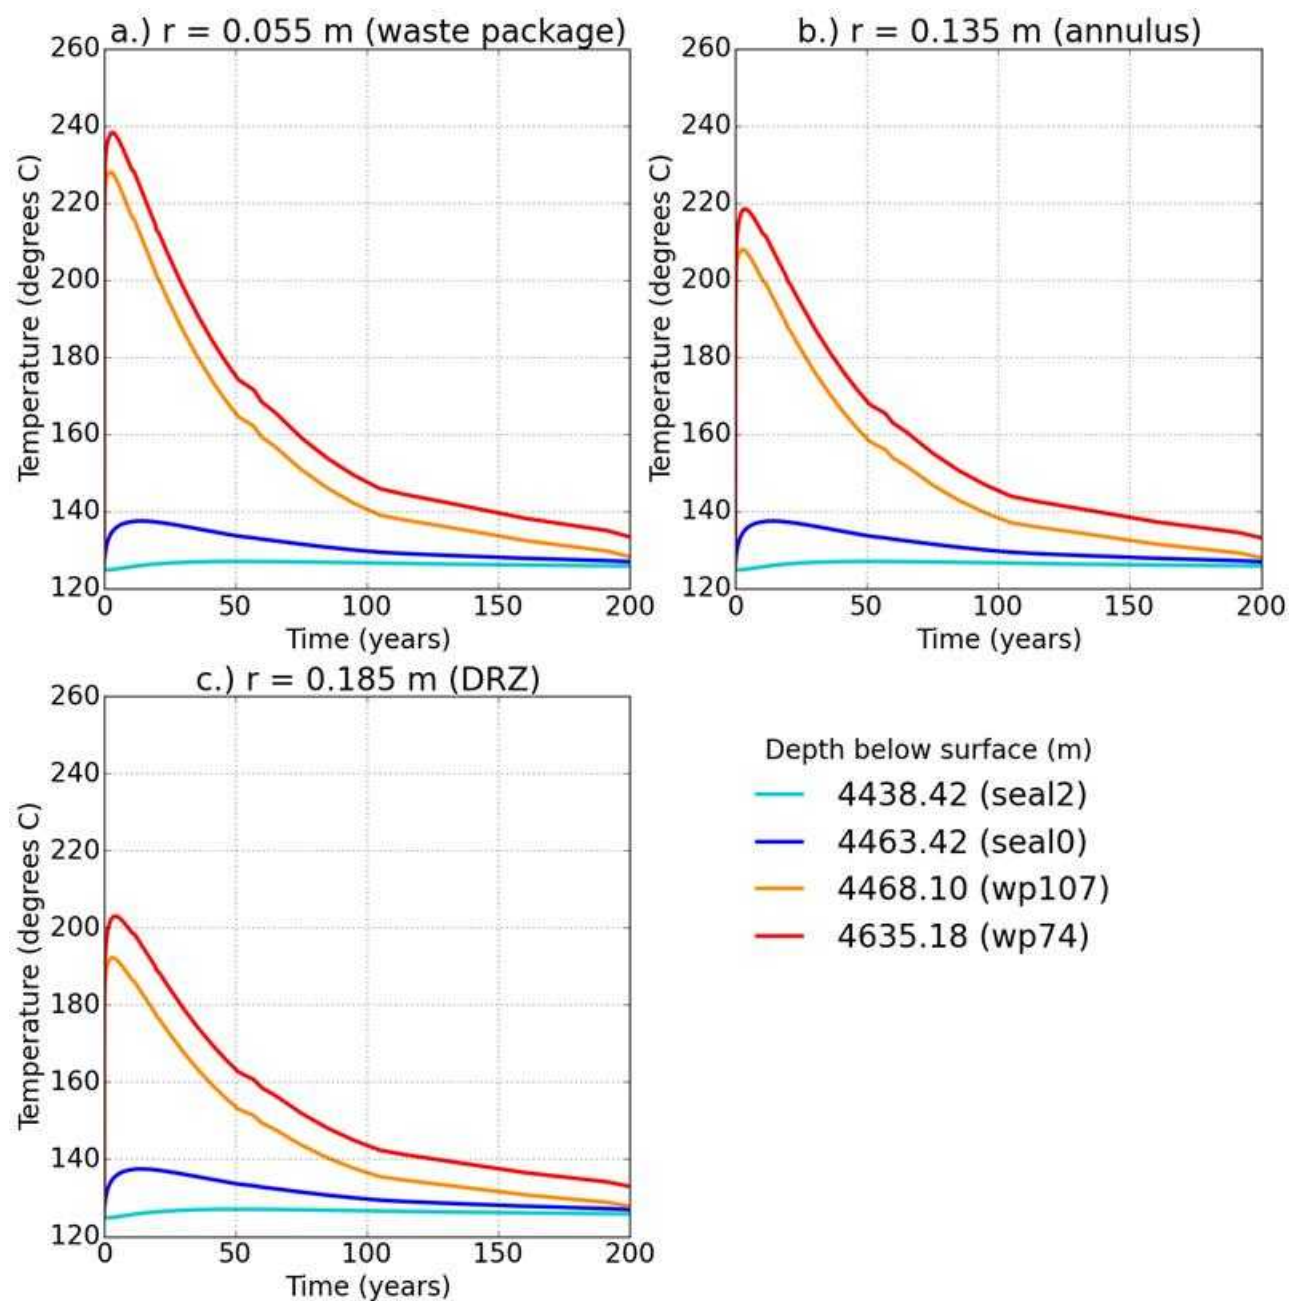 a.) r = 0.055 m (waste package)
260
240
220
200
180
160
140
120
Temperature (degrees C)
0
50
100
150
200
Time (years)
b.) r = 0.135 m (annulus)
260
240
220
200
180
160
140
120
Temperature (degrees C)
0
50
100
150
200
Time (years)
c.) r = 0.185 m (DRZ)
260
240
220
200
180
160
140
120
Temperature (degrees C)
0
50
100
150
200
Time (years)
Depth below surface (m)
4438.42 (seal2)
4463.42 (seal0)
4468.10 (wp107)
4635.18 (wp74)